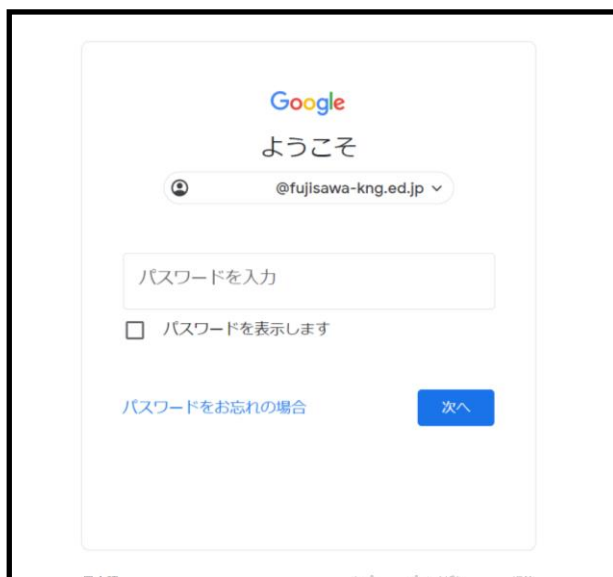 Google
ようこそ
@fujisawa-kng.ed.jp
パスワードを入力
パスワードを表示します
パスワードをお忘れの場合
次へ